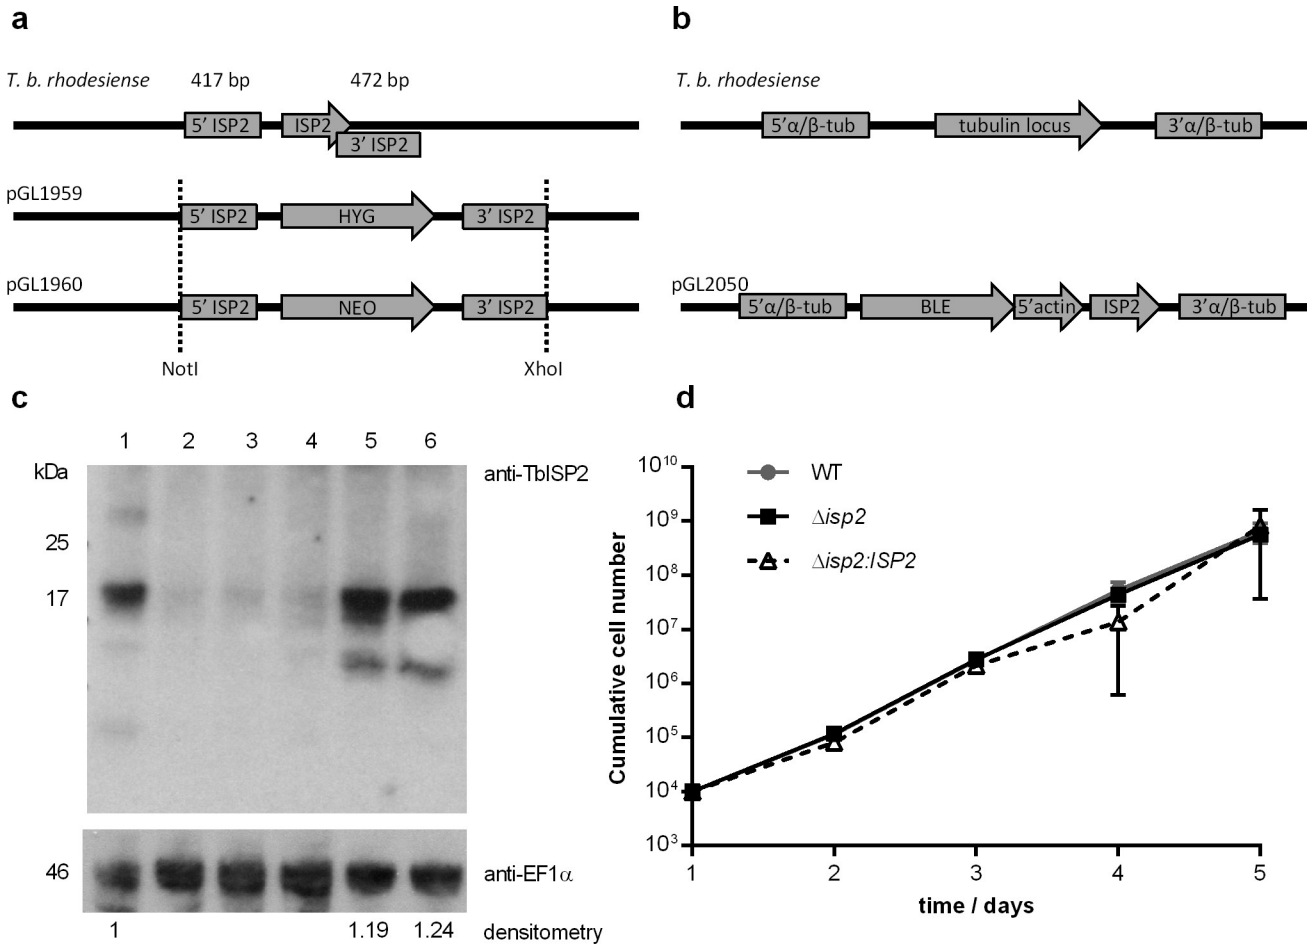 a
T. b. rhodesiense 417 bp 472 bp
5’ ISP2 ISP2
3’ ISP2
pGL1959
5’ ISP2 HYG 3’ ISP2
pGL1960
5’ ISP2 NEO 3’ ISP2
NotI XhoI
b
T. b. rhodesiense
5’α/β-tub tubulin locus 3’α/β-tub
pGL2050
5’α/β-tub BLE 5’actin ISP2 3’α/β-tub
c
1 2 3 4 5 6
kDa anti-TbISP2
25
17
46 anti-EF1α
1 1.19 1.24 densitometry
d
Cumulative cell number
10¹⁰
10⁹
10⁸
10⁷
10⁶
10⁵
10⁴
10³
WT
Δisp2
Δisp2:ISP2
1 2 3 4 5
time / days